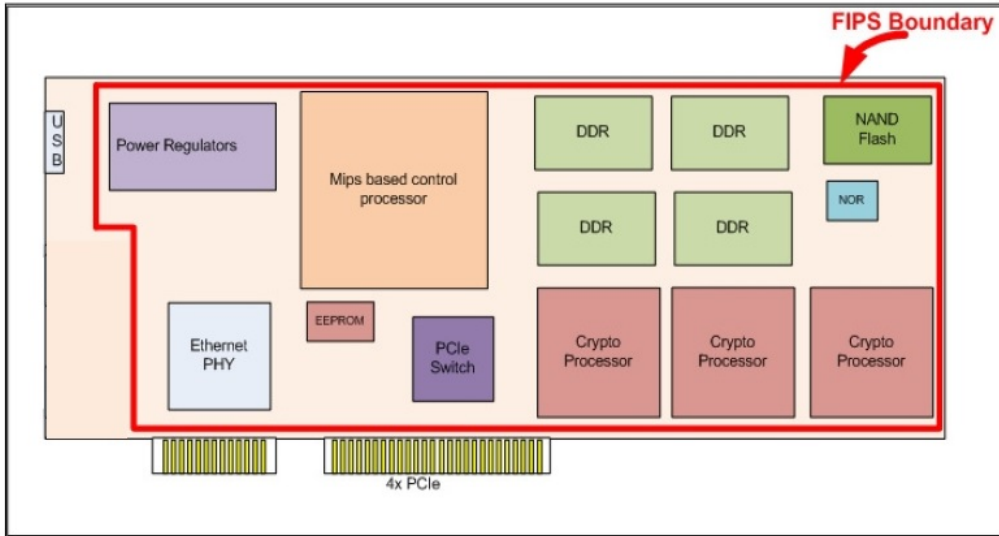 FIPS Boundary
U
S
B
Power Regulators
Mips based control
processor
DDR
DDR
NAND
Flash
NOR
DDR
DDR
EEPROM
Ethernet
PHY
PCIe
Switch
Crypto
Processor
Crypto
Processor
Crypto
Processor
4x PCIe